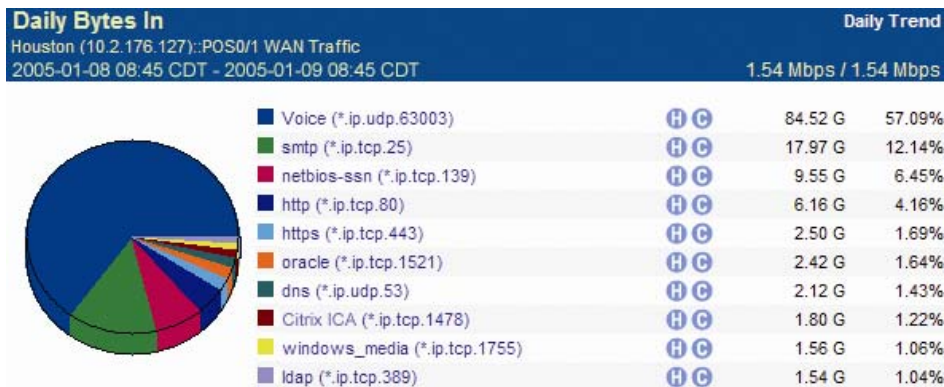 Daily Bytes In Daily Trend
Houston (10.2.176.127)::POS0/1 WAN Traffic
2005-01-08 08:45 CDT - 2005-01-09 08:45 CDT 1.54 Mbps / 1.54 Mbps
Voice (*.ip.udp.63003) H C 84.52 G 57.09%
smtp (*.ip.tcp.25) H C 17.97 G 12.14%
netbios-ssn (*.ip.tcp.139) H C 9.55 G 6.45%
http (*.ip.tcp.80) H C 6.16 G 4.16%
https (*.ip.tcp.443) H C 2.50 G 1.69%
oracle (*.ip.tcp.1521) H C 2.42 G 1.64%
dns (*.ip.udp.53) H C 2.12 G 1.43%
Citrix ICA (*.ip.tcp.1478) H C 1.80 G 1.22%
windows_media (*.ip.tcp.1755) H C 1.56 G 1.06%
ldap (*.ip.tcp.389) H C 1.54 G 1.04%